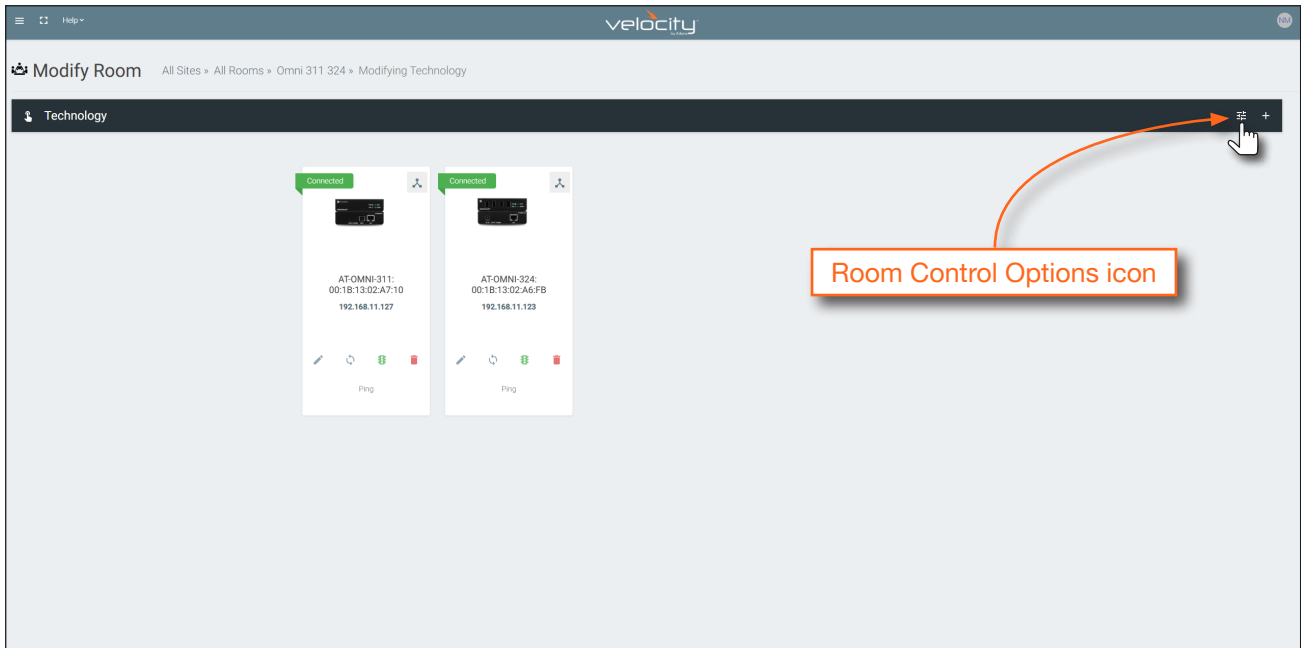 Help
velocity
by Atlona
NM
Modify Room
All Sites » All Rooms » Omni 311 324 » Modifying Technology
Technology
+
Room Control Options icon
Connected
Connected
AT-OMNI-311:
00:1B:13:02:A7:10
192.168.11.127
Ping
AT-OMNI-324:
00:1B:13:02:A6:FB
192.168.11.123
Ping